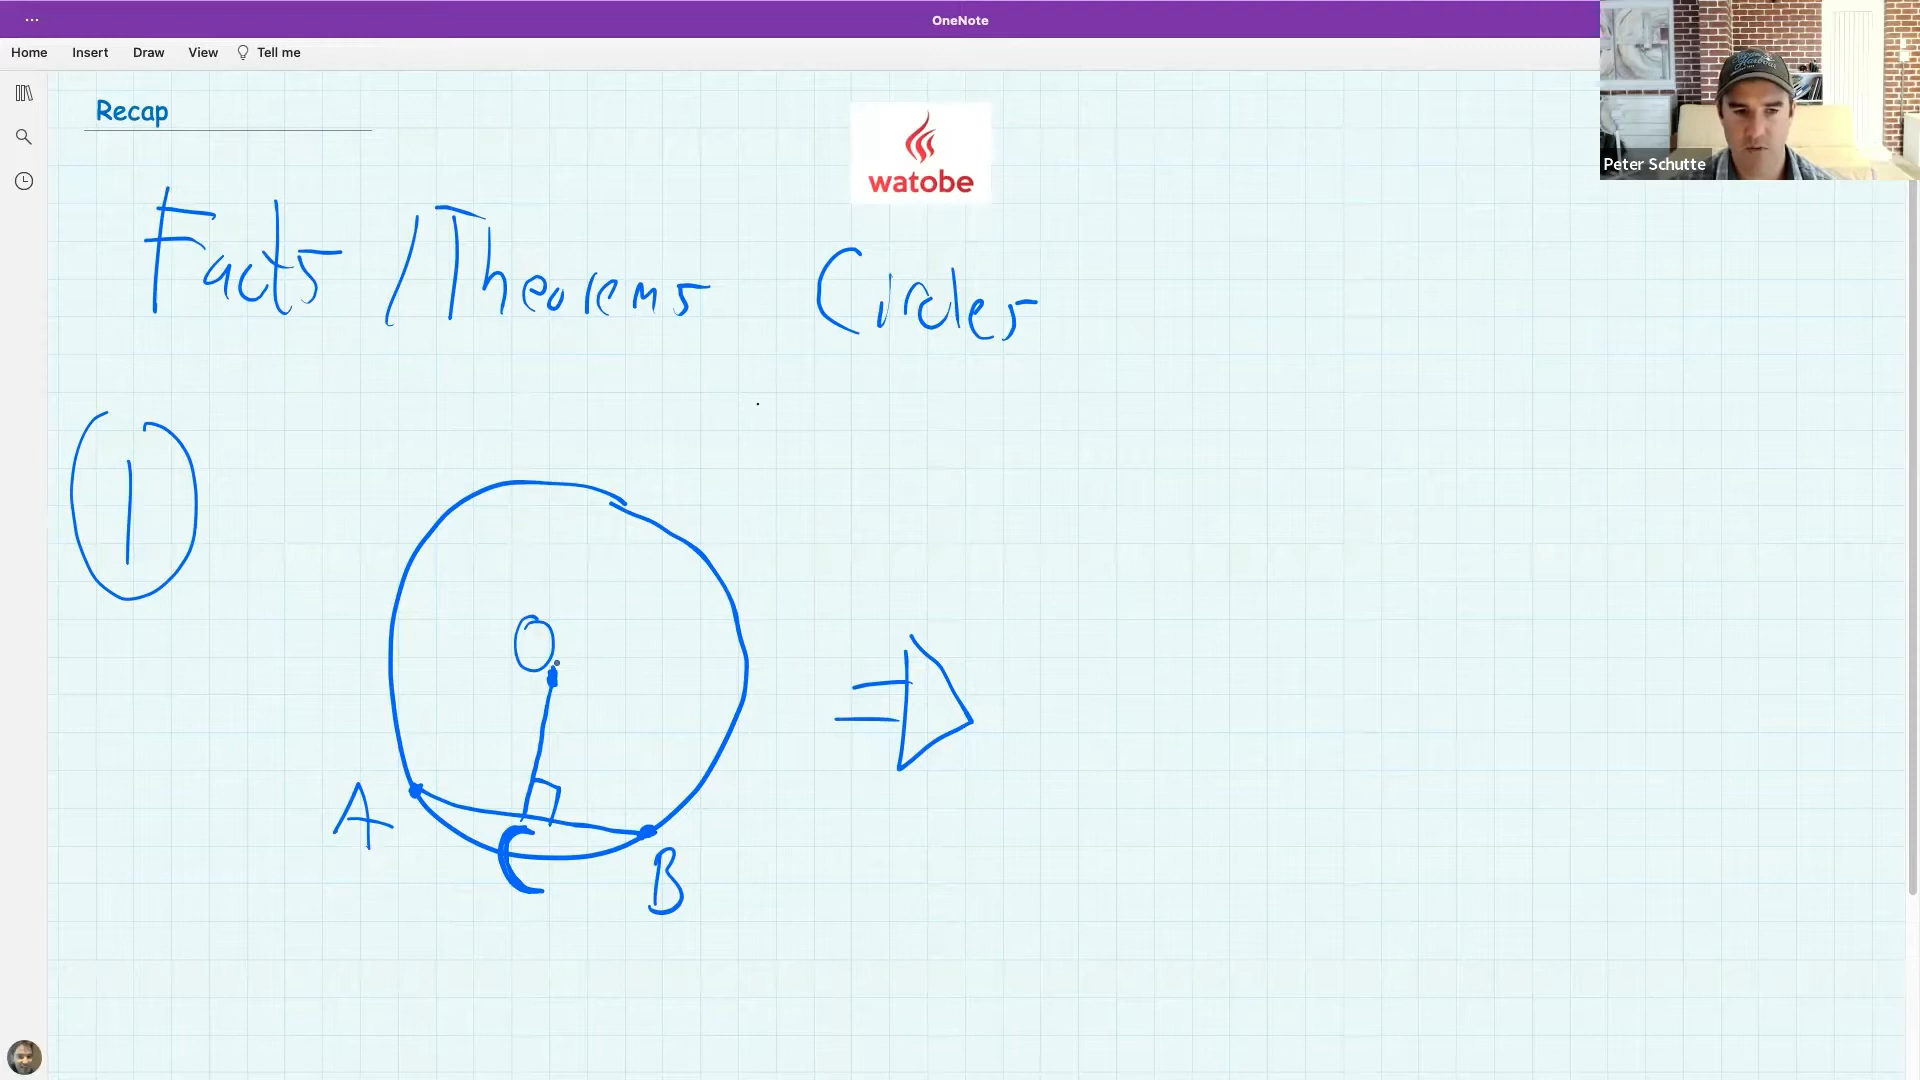 OneNote
Home Insert Draw View Tell me
Recap
watobe
Peter Schutte
Facts / Theorems Circles
1
O
A
C
B